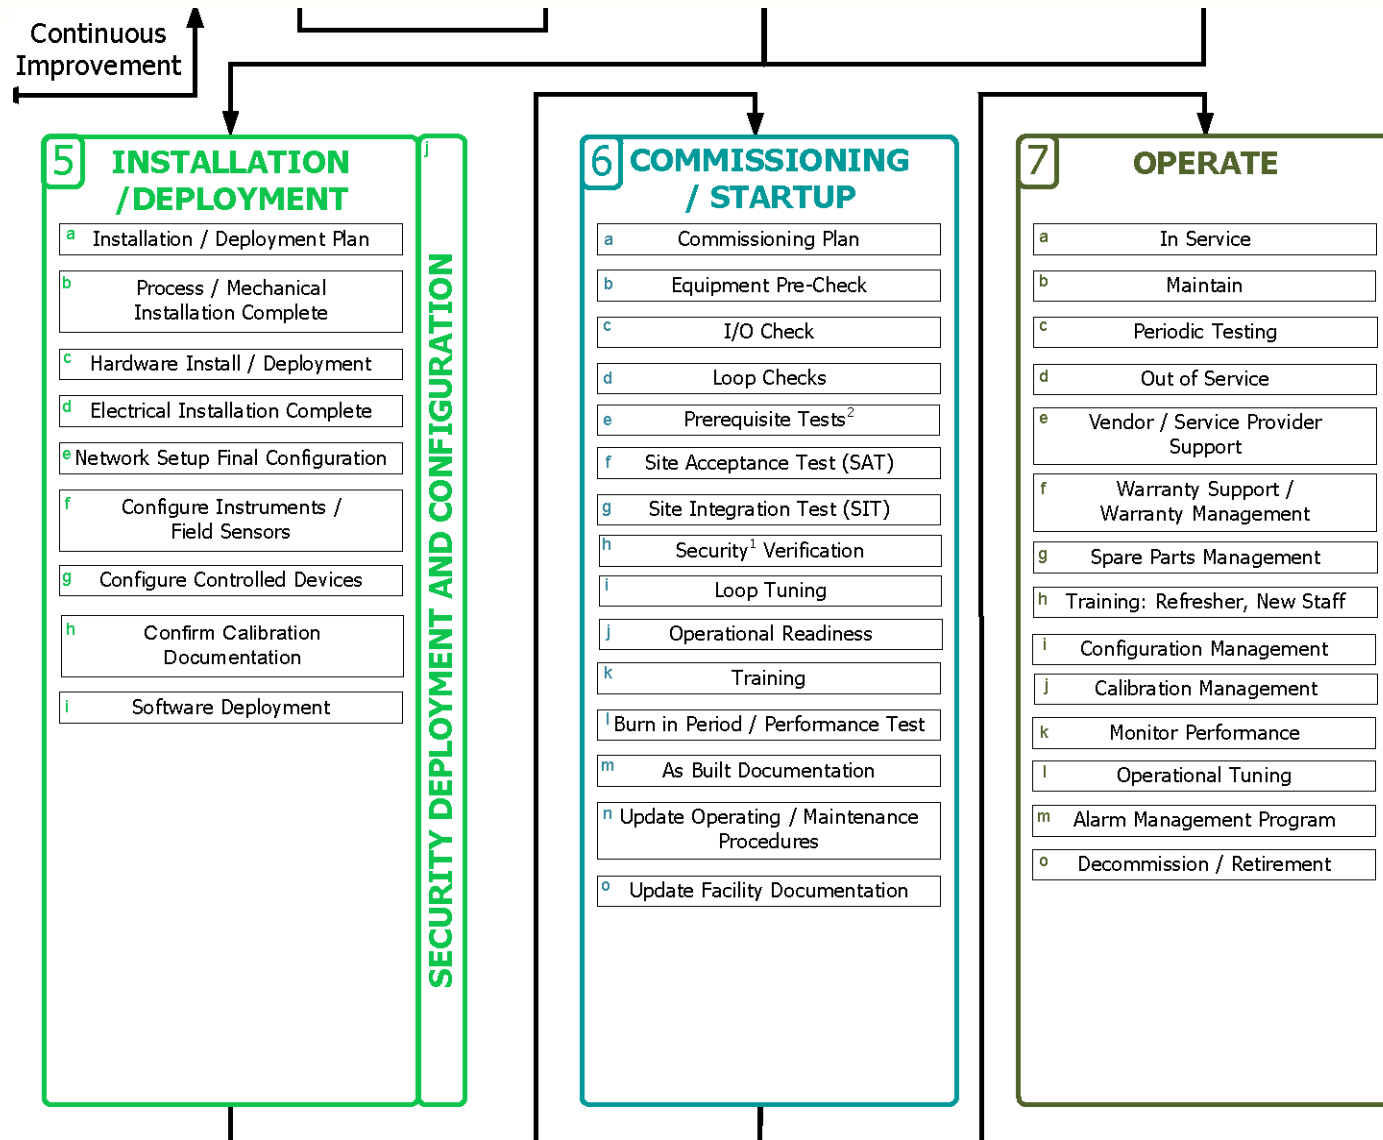 Continuous
Improvement
5
INSTALLATION
/DEPLOYMENT
a Installation / Deployment Plan
b Process / Mechanical
Installation Complete
c Hardware Install / Deployment
d Electrical Installation Complete
e Network Setup Final Configuration
f Configure Instruments /
Field Sensors
g Configure Controlled Devices
h Confirm Calibration
Documentation
i Software Deployment
j
SECURITY DEPLOYMENT AND CONFIGURATION
6
COMMISSIONING
/ STARTUP
a Commissioning Plan
b Equipment Pre-Check
c I/O Check
d Loop Checks
e Prerequisite Tests²
f Site Acceptance Test (SAT)
g Site Integration Test (SIT)
h Security¹ Verification
i Loop Tuning
j Operational Readiness
k Training
l Burn in Period / Performance Test
m As Built Documentation
n Update Operating / Maintenance
Procedures
o Update Facility Documentation
7
OPERATE
a In Service
b Maintain
c Periodic Testing
d Out of Service
e Vendor / Service Provider
Support
f Warranty Support /
Warranty Management
g Spare Parts Management
h Training: Refresher, New Staff
i Configuration Management
j Calibration Management
k Monitor Performance
l Operational Tuning
m Alarm Management Program
o Decommission / Retirement